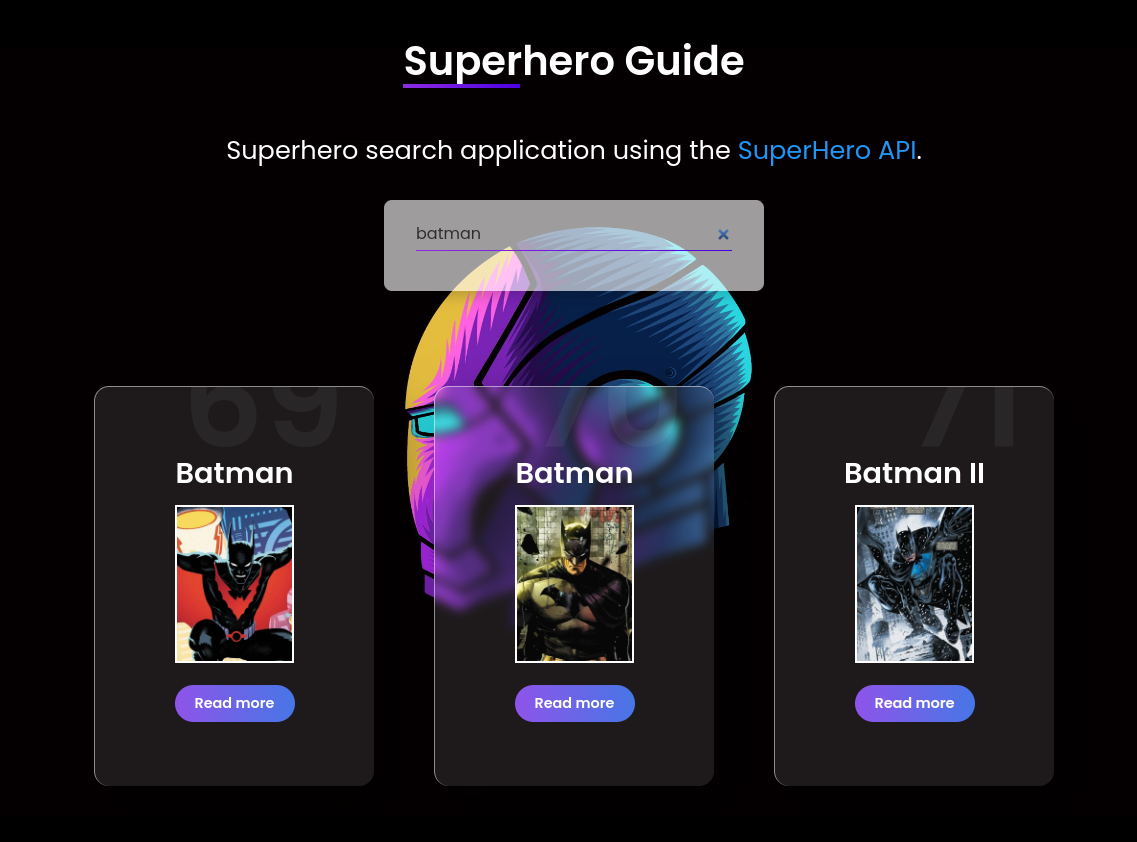 Superhero Guide
Superhero search application using the SuperHero API.
batman
69
70
71
Batman
Batman
Batman II
Read more
Read more
Read more